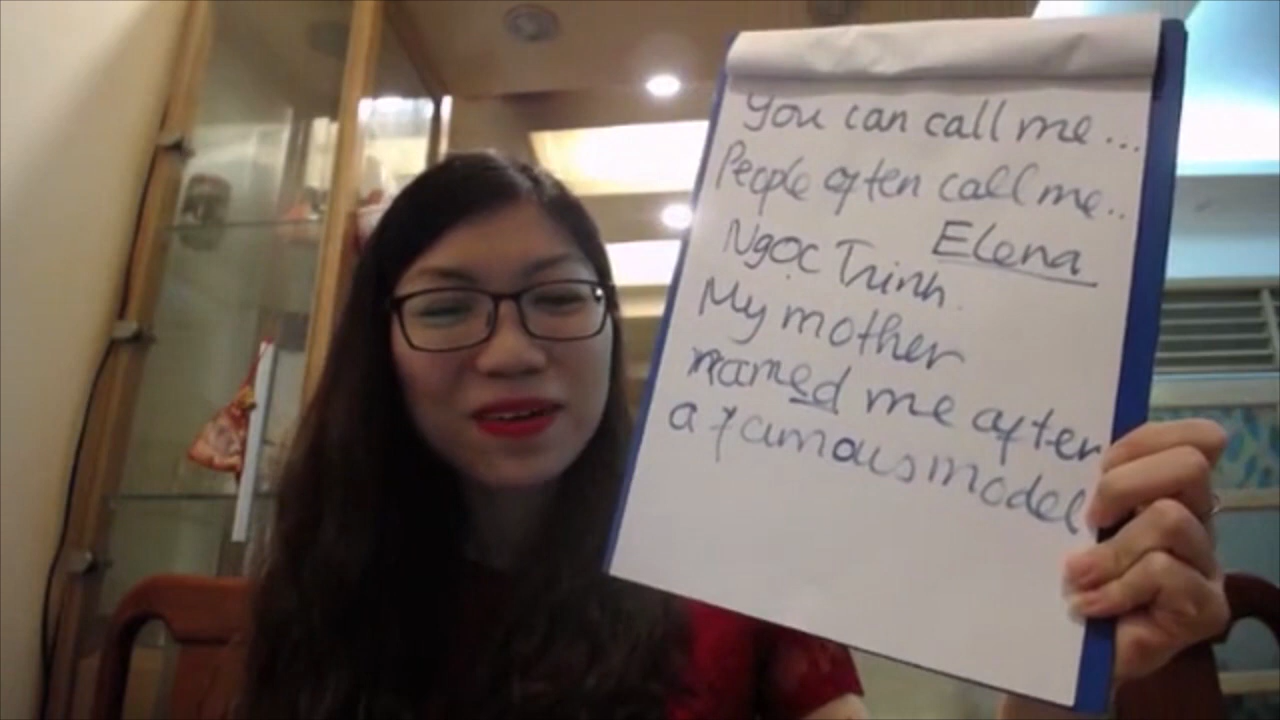 You can call me...
People often call me..
Elena
Ngọc Trinh.
My mother
named me after
a famous model